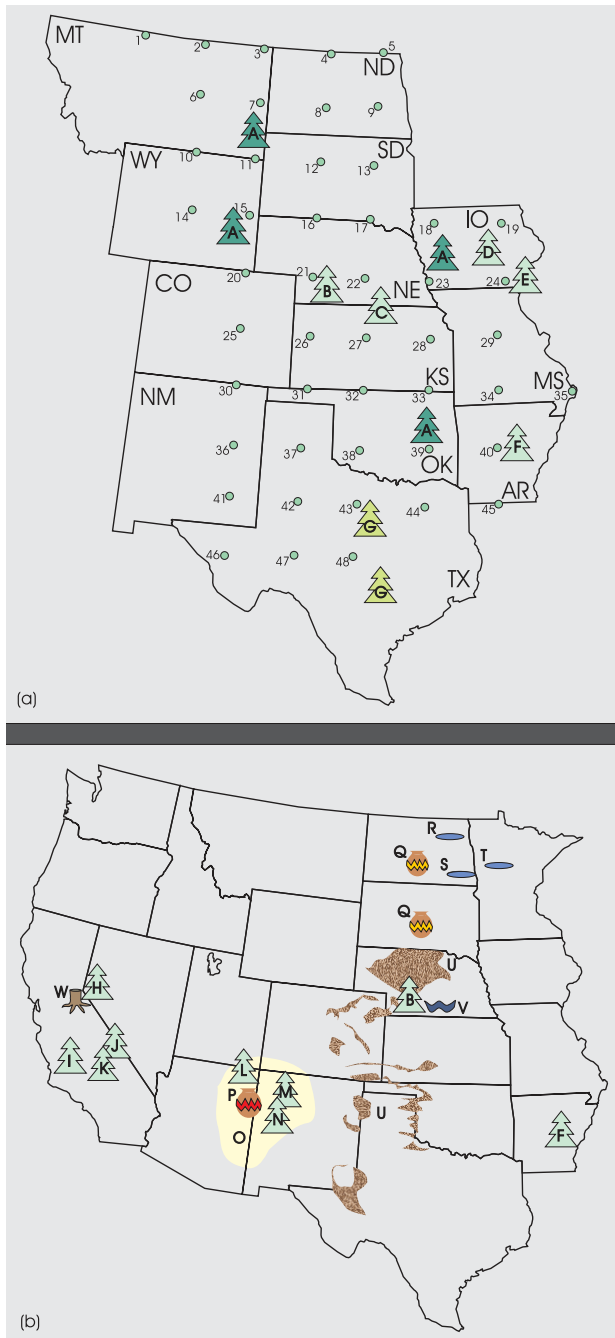 MT 1 2 3 4 5 ND
6 7 8 9
A
WY 10 11 12 13 SD
14 15 16 17 18 IO 19
A A D
CO 20 21 22 NE 23 24 E
B C
25 26 27 28 29
NM 30 31 32 33 KS 34 MS 35
A
36 37 38 39 OK 40 F
41 42 43 44 45 AR
G
46 47 48 TX
G
(a)
R
Q S T
Q
U
H
W B V
J
I K L
P M U
N F
O
(b)